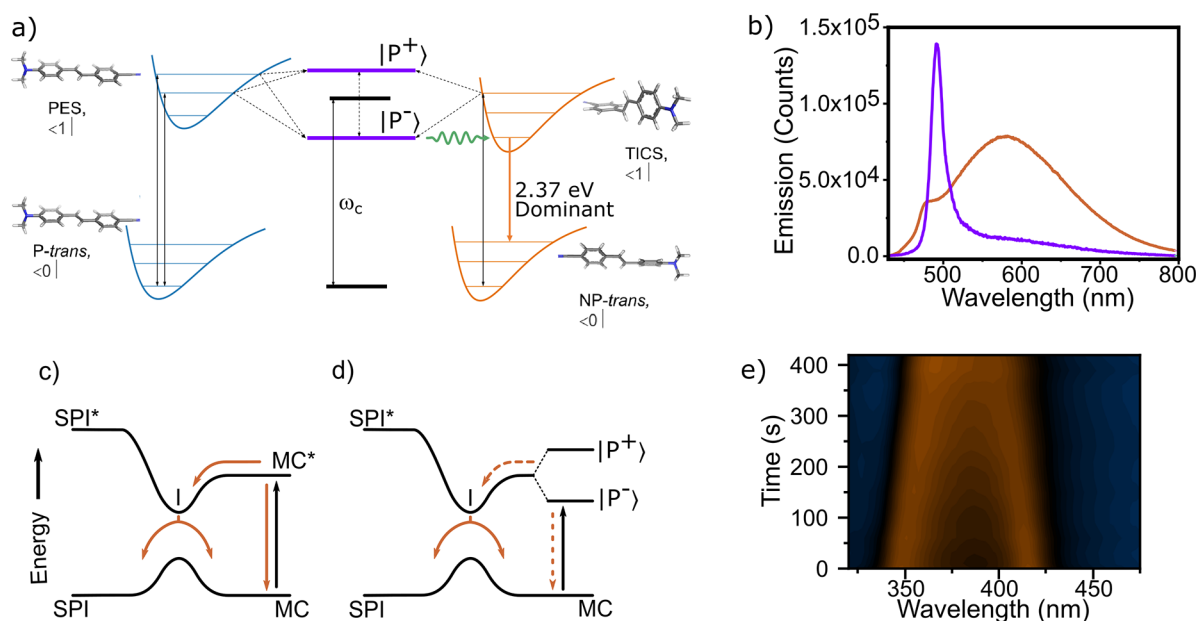 a)
PES,
<1|
P-trans,
<0|
|P⁺⟩
|P⁻⟩
ω_c
2.37 eV
Dominant
TICS,
<1|
NP-trans,
<0|
b)
Emission (Counts)
1.5x10⁵
1.0x10⁵
5.0x10⁴
0.0
500 600 700 800
Wavelength (nm)
c)
Energy
SPI*
I
MC*
SPI
MC
d)
SPI*
I
|P⁺⟩
|P⁻⟩
SPI
MC
e)
Time (s)
400
300
200
100
0
350 400 450
Wavelength (nm)